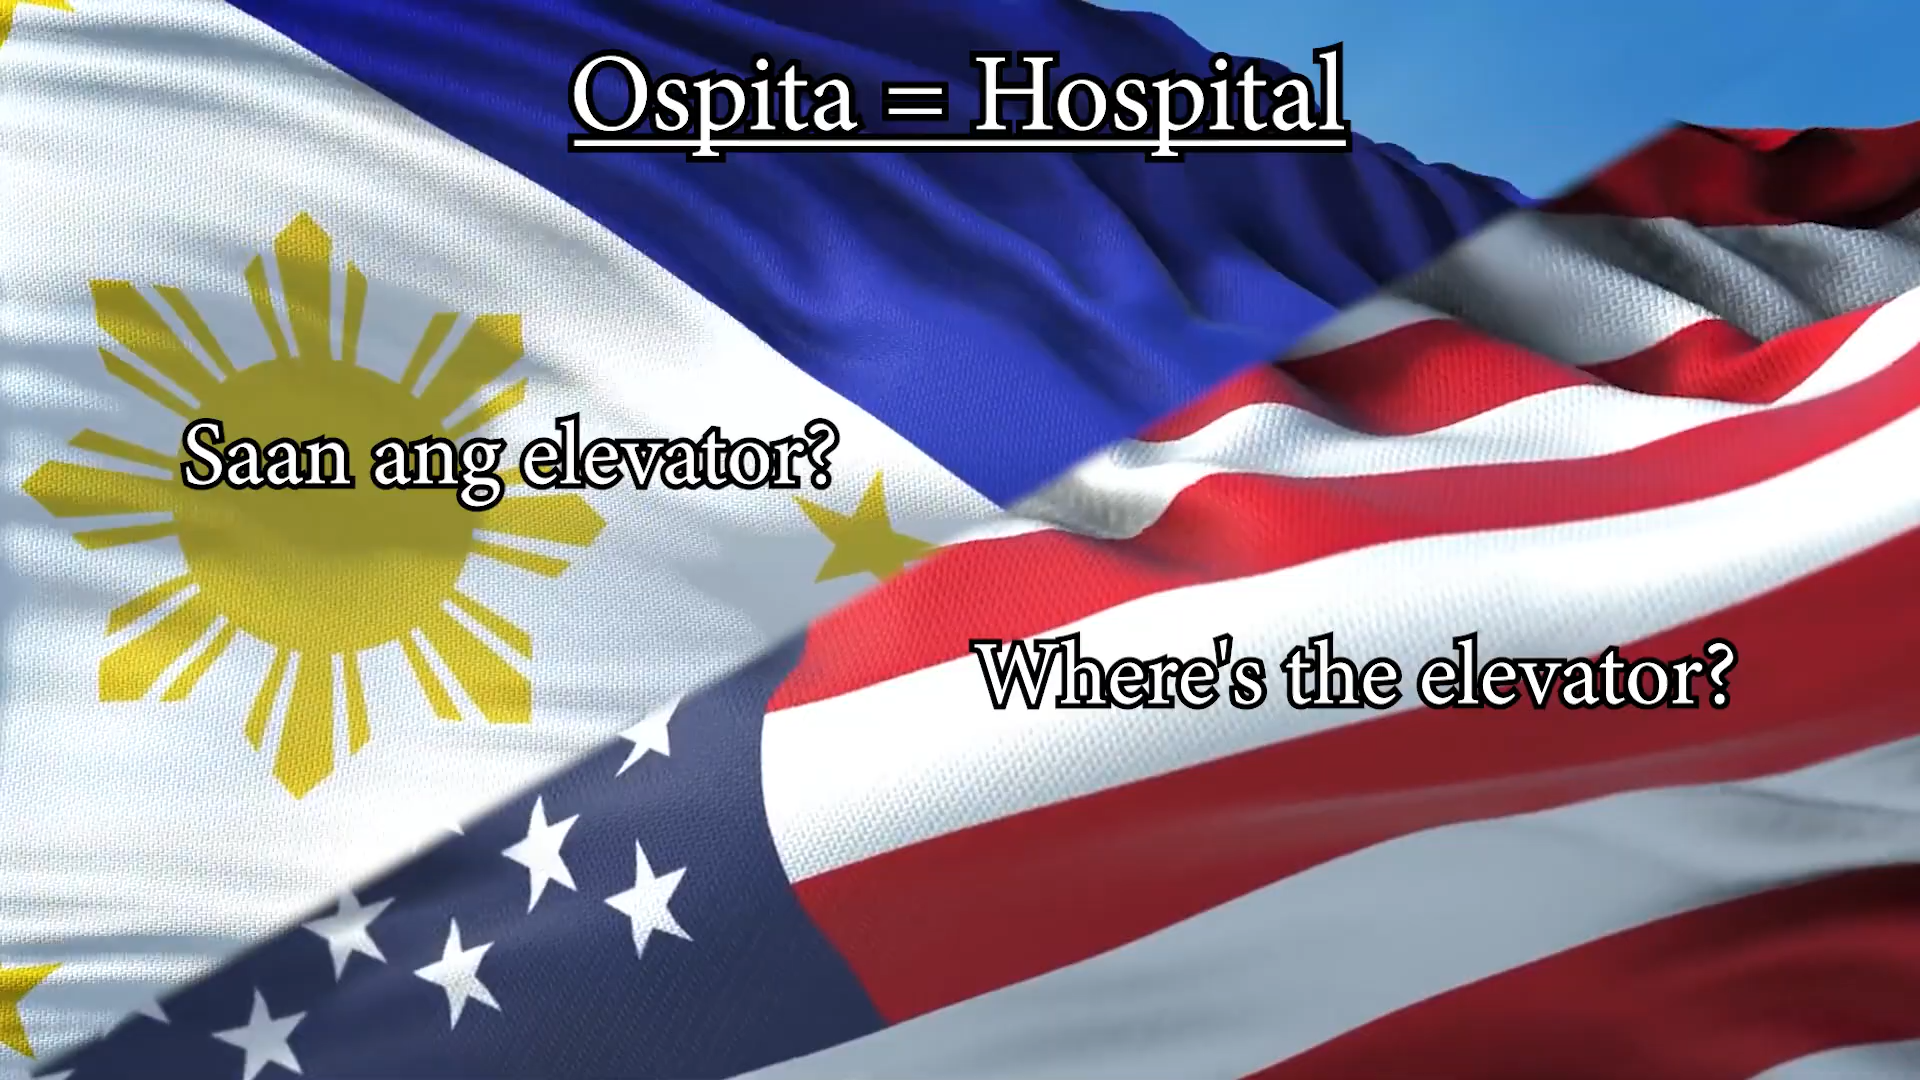 Ospita = Hospital
Saan ang elevator?
Where's the elevator?